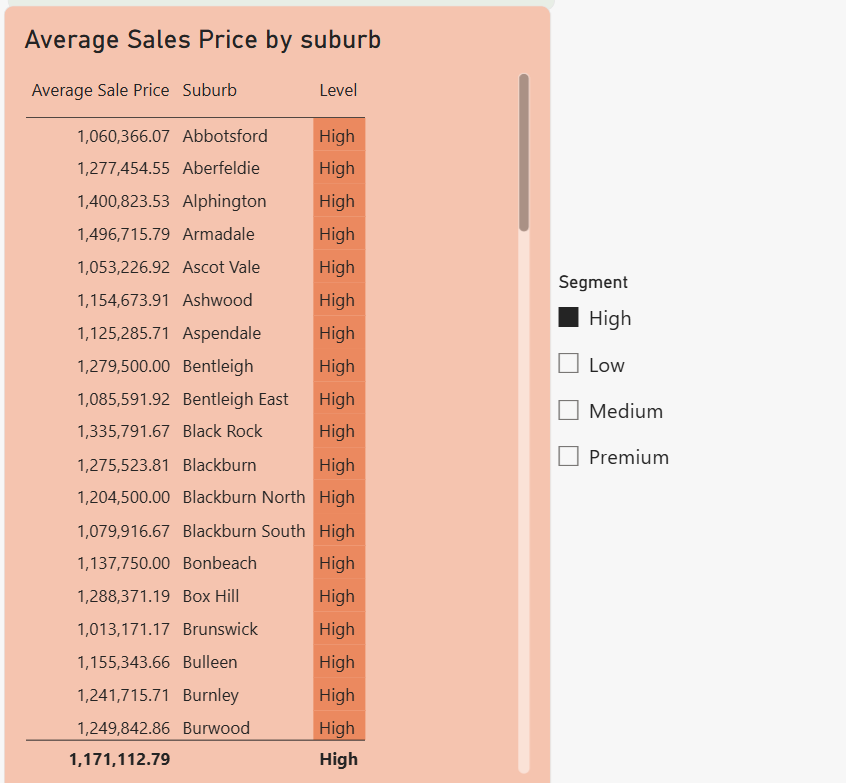 Average Sales Price by suburb
Average Sale Price Suburb Level
1,060,366.07 Abbotsford High
1,277,454.55 Aberfeldie High
1,400,823.53 Alphington High
1,496,715.79 Armadale High
1,053,226.92 Ascot Vale High
1,154,673.91 Ashwood High
1,125,285.71 Aspendale High
1,279,500.00 Bentleigh High
1,085,591.92 Bentleigh East High
1,335,791.67 Black Rock High
1,275,523.81 Blackburn High
1,204,500.00 Blackburn North High
1,079,916.67 Blackburn South High
1,137,750.00 Bonbeach High
1,288,371.19 Box Hill High
1,013,171.17 Brunswick High
1,155,343.66 Bulleen High
1,241,715.71 Burnley High
1,249,842.86 Burwood High
1,171,112.79 High
Segment
High
Low
Medium
Premium